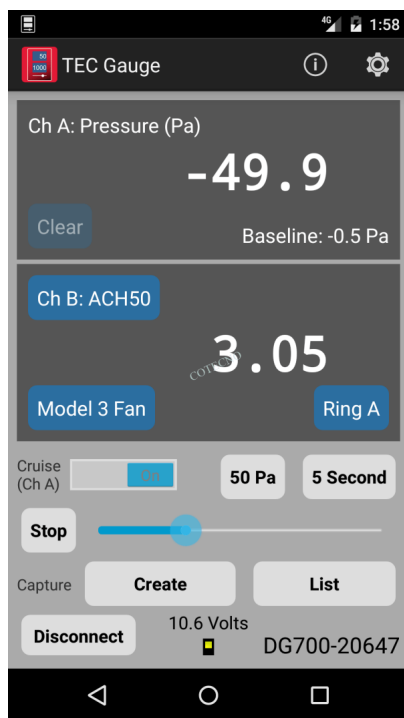 4G 1:58
50
1000
TEC Gauge
Ch A: Pressure (Pa)
-49.9
Clear
Baseline: -0.5 Pa
Ch B: ACH50
3.05
COTECNO
Model 3 Fan Ring A
Cruise
(Ch A)
On
50 Pa 5 Second
Stop
Capture Create List
Disconnect 10.6 Volts DG700-20647